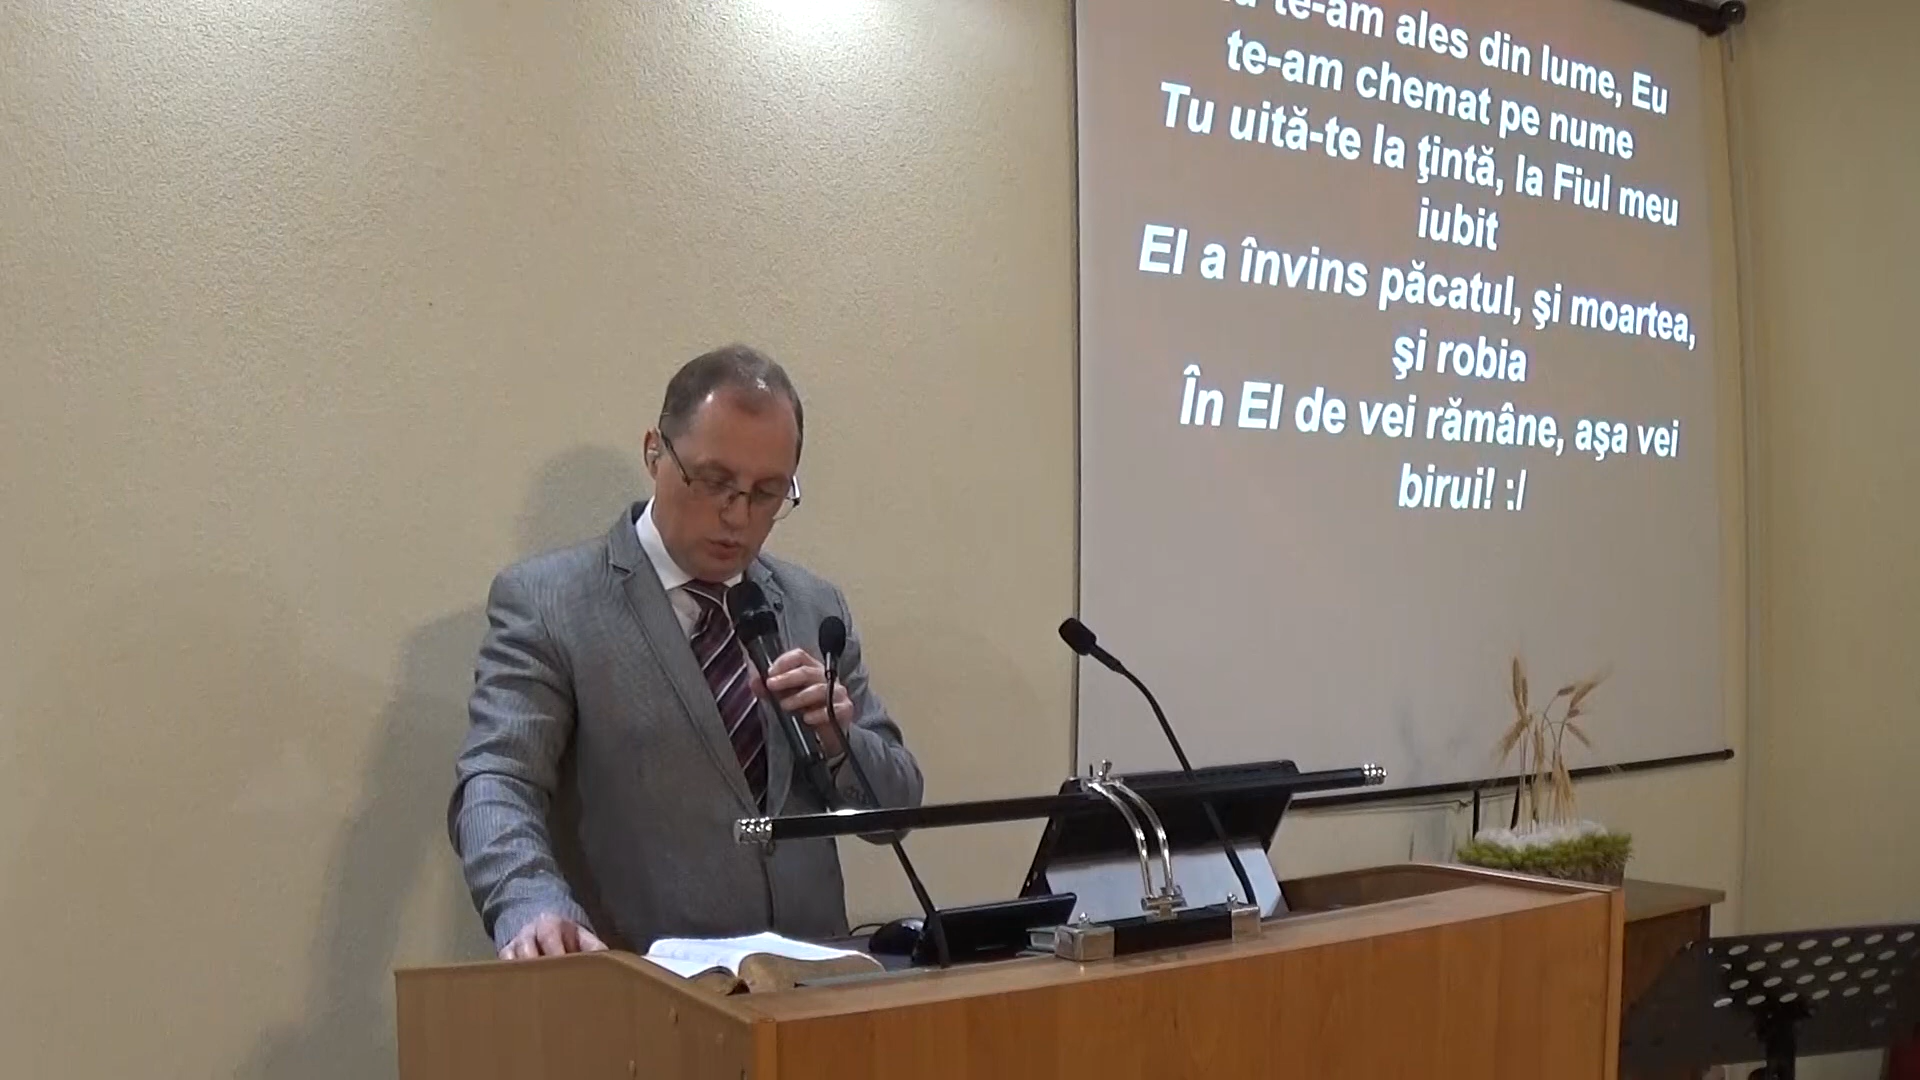 te-am ales din lume, Eu
te-am chemat pe nume
Tu uită-te la ţintă, la Fiul meu
iubit
El a învins păcatul, şi moartea,
şi robia
În El de vei rămâne, aşa vei
birui! :/